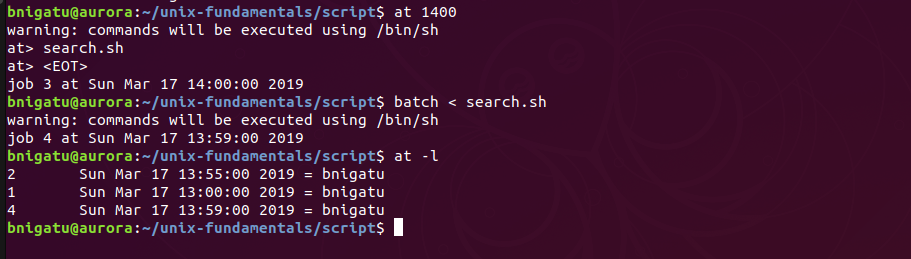 bnigatu@aurora:~/unix-fundamentals/script$ at 1400
warning: commands will be executed using /bin/sh
at> search.sh
at> <EOT>
job 3 at Sun Mar 17 14:00:00 2019
bnigatu@aurora:~/unix-fundamentals/script$ batch < search.sh
warning: commands will be executed using /bin/sh
job 4 at Sun Mar 17 13:59:00 2019
bnigatu@aurora:~/unix-fundamentals/script$ at -l
2       Sun Mar 17 13:55:00 2019 = bnigatu
1       Sun Mar 17 13:00:00 2019 = bnigatu
4       Sun Mar 17 13:59:00 2019 = bnigatu
bnigatu@aurora:~/unix-fundamentals/script$